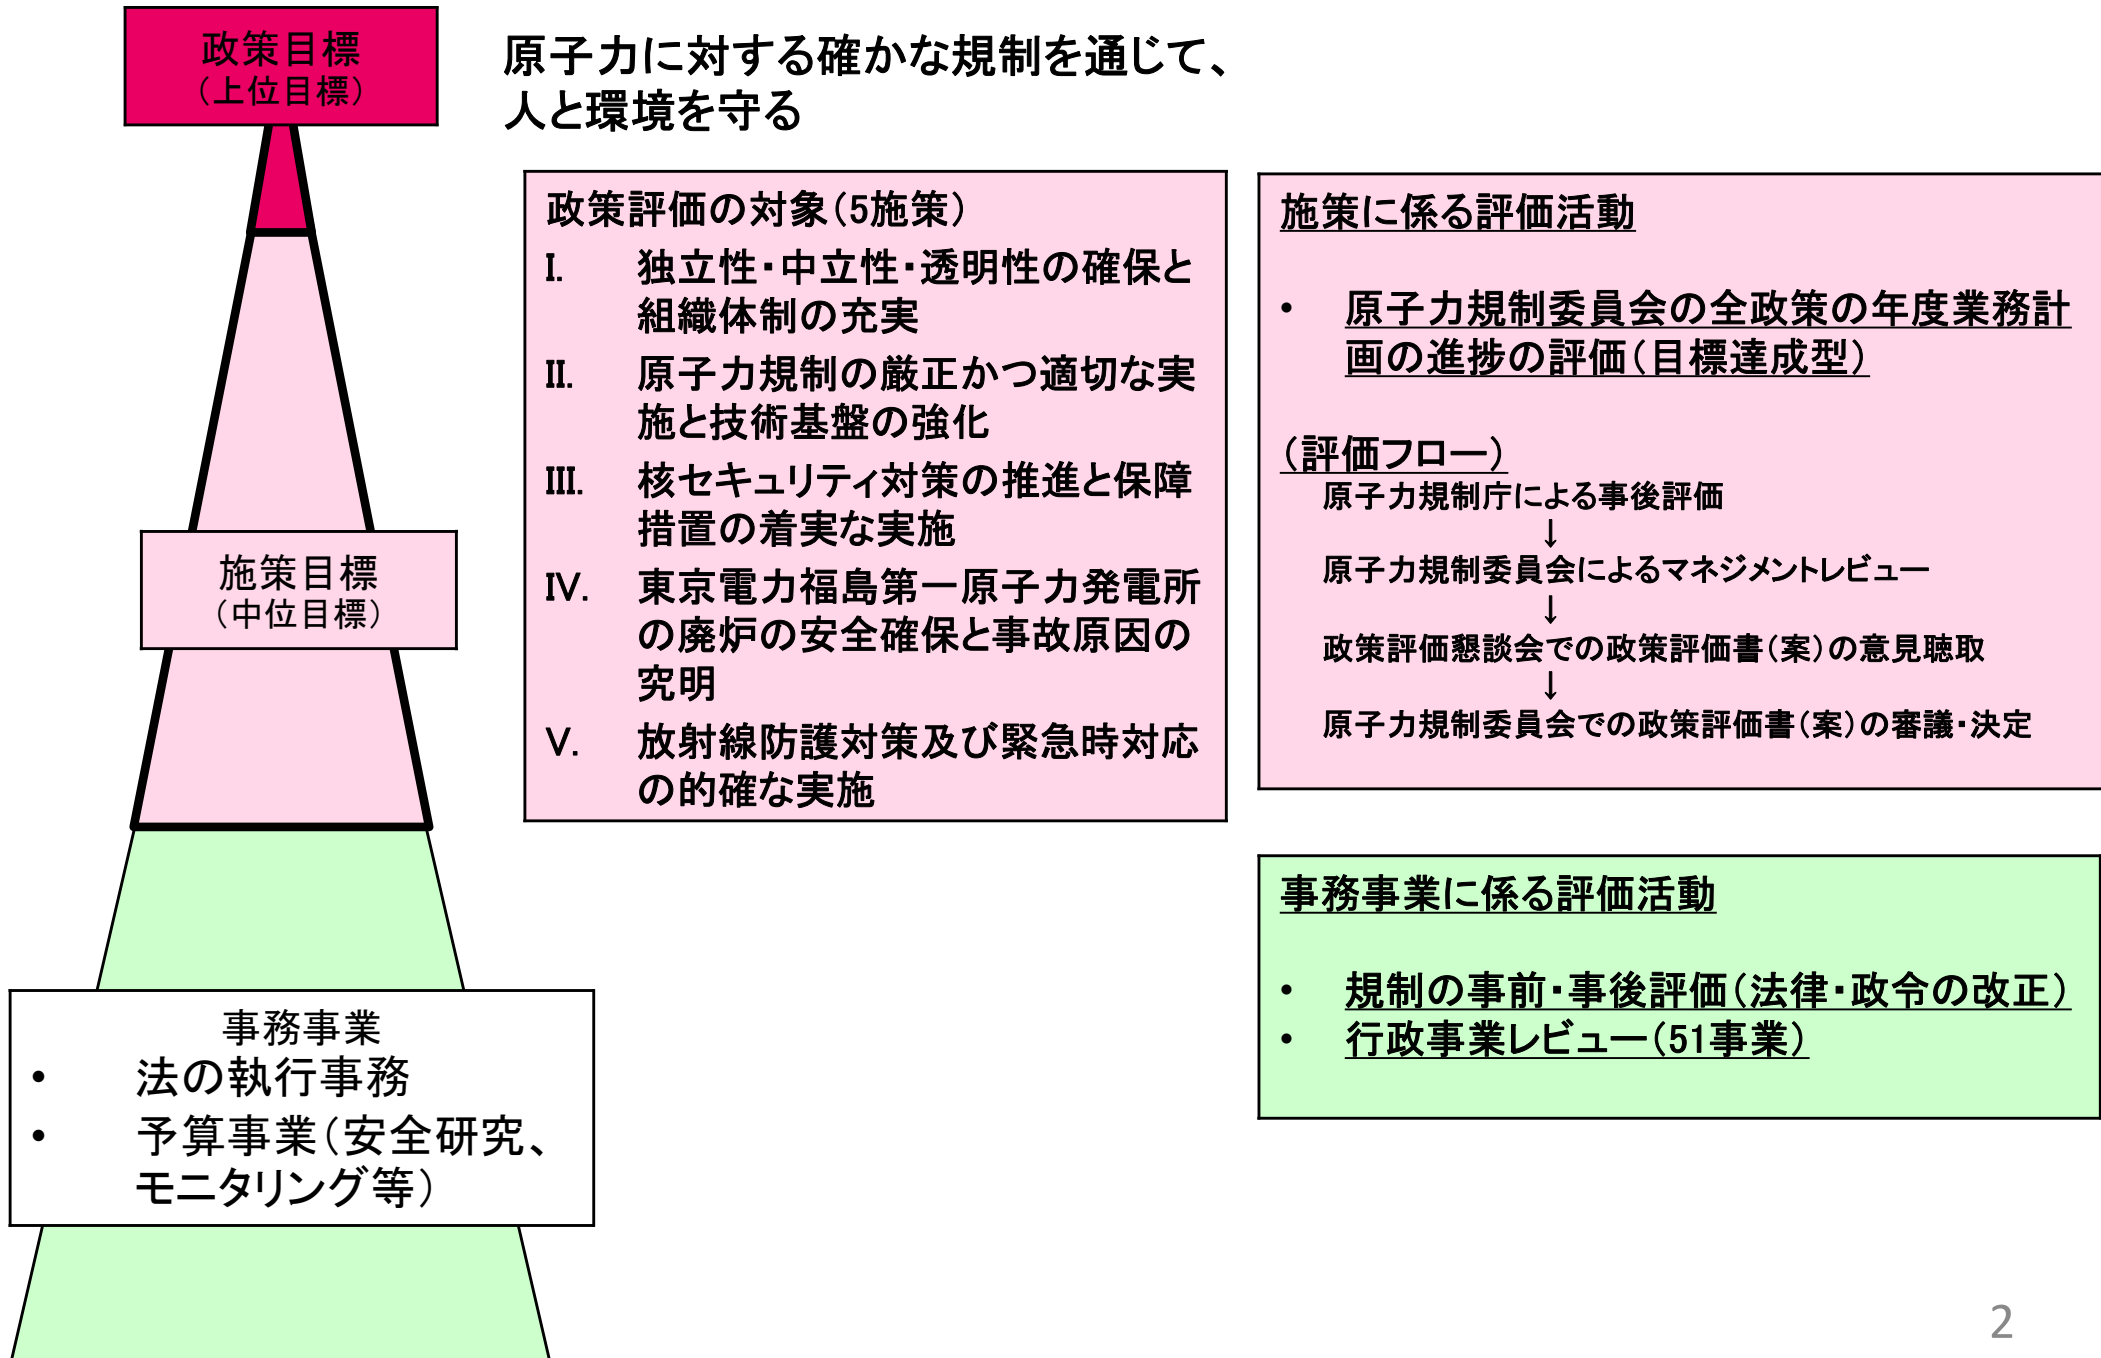 政策目標
（上位目標）
原子力に対する確かな規制を通じて、
人と環境を守る
政策評価の対象（5施策）
I. 独立性・中立性・透明性の確保と
組織体制の充実
II. 原子力規制の厳正かつ適切な実
施と技術基盤の強化
III. 核セキュリティ対策の推進と保障
措置の着実な実施
IV. 東京電力福島第一原子力発電所
の廃炉の安全確保と事故原因の
究明
V. 放射線防護対策及び緊急時対応
の的確な実施
施策に係る評価活動
• 原子力規制委員会の全政策の年度業務計
画の進捗の評価（目標達成型）
（評価フロー）
原子力規制庁による事後評価
↓
原子力規制委員会によるマネジメントレビュー
↓
政策評価懇談会での政策評価書（案）の意見聴取
↓
原子力規制委員会での政策評価書（案）の審議・決定
施策目標
（中位目標）
事務事業に係る評価活動
• 規制の事前・事後評価（法律・政令の改正）
• 行政事業レビュー（51事業）
事務事業
• 法の執行事務
• 予算事業（安全研究、
モニタリング等）
2